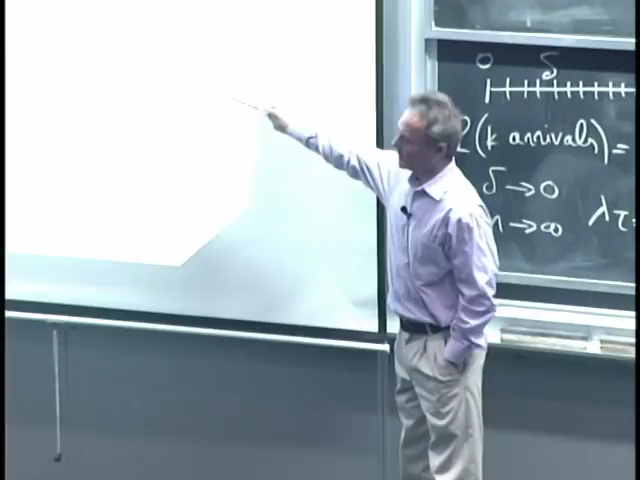 0 δ
P(k arrivals) =
δ → 0
n → ∞ λτ =